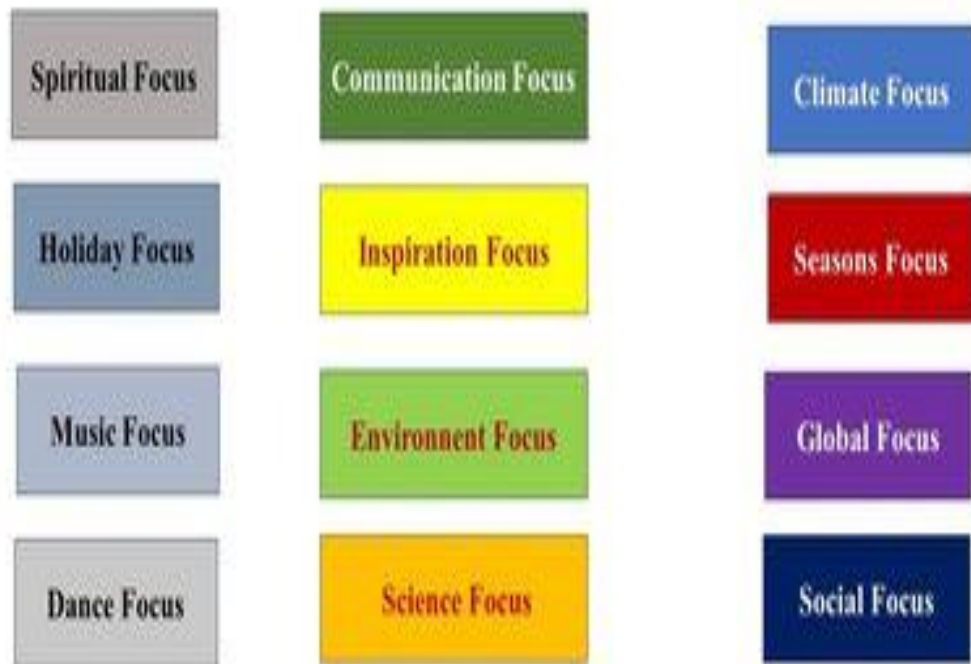 Spiritual Focus
Communication Focus
Climate Focus
Holiday Focus
Inspiration Focus
Seasons Focus
Music Focus
Environnent Focus
Global Focus
Dance Focus
Science Focus
Social Focus